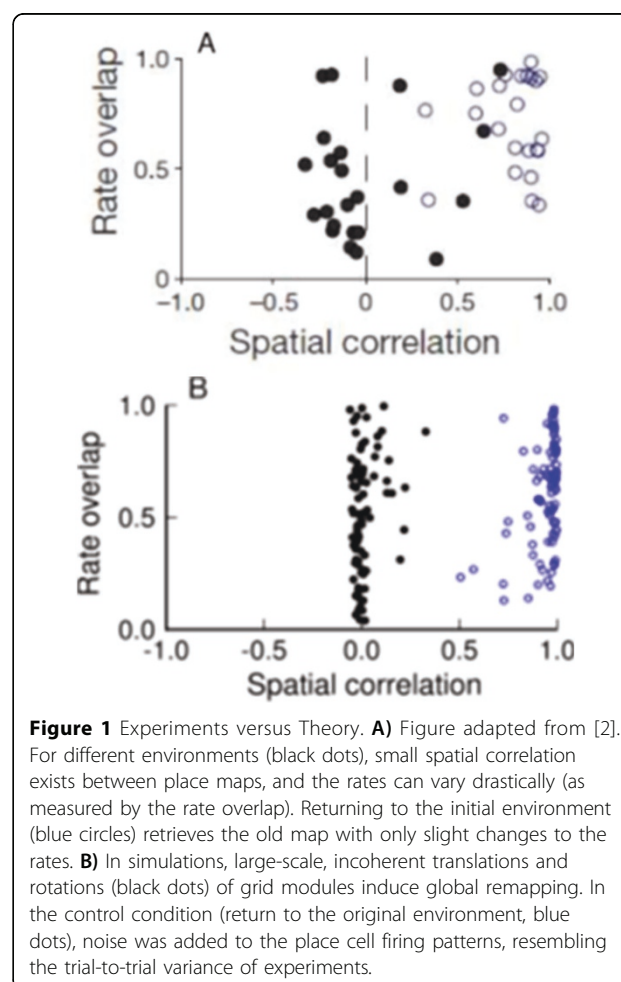 A
Rate overlap
1.0
0.5
0
−1.0 −0.5 0 0.5 1.0
Spatial correlation
B
Rate overlap
1.0
0.5
0.0
-1.0 -0.5 0.0 0.5 1.0
Spatial correlation
Figure 1 Experiments versus Theory. A) Figure adapted from [2].
For different environments (black dots), small spatial correlation
exists between place maps, and the rates can vary drastically (as
measured by the rate overlap). Returning to the initial environment
(blue circles) retrieves the old map with only slight changes to the
rates. B) In simulations, large-scale, incoherent translations and
rotations (black dots) of grid modules induce global remapping. In
the control condition (return to the original environment, blue
dots), noise was added to the place cell firing patterns, resembling
the trial-to-trial variance of experiments.